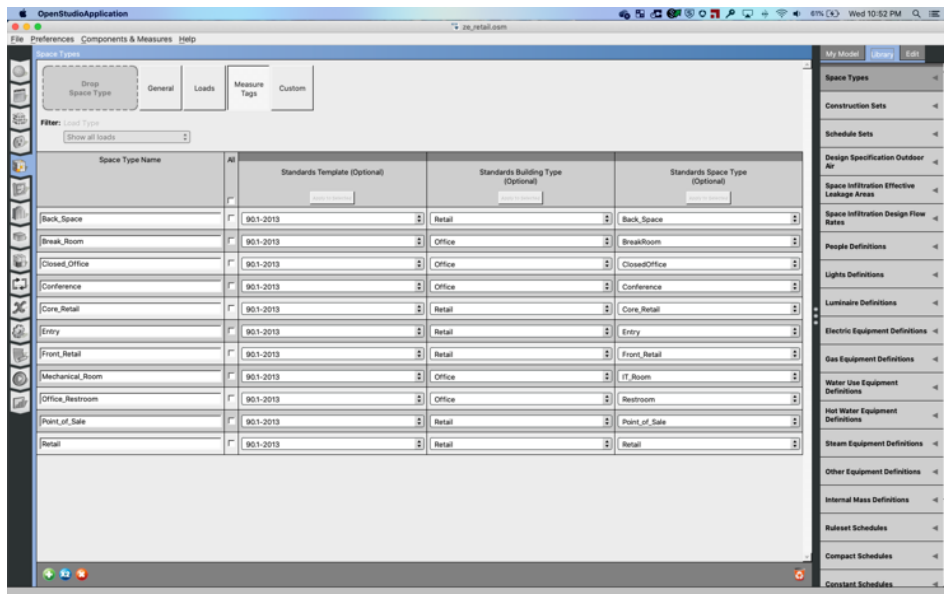 OpenStudioApplication
61% Wed 10:52 PM
ze_retail.osm
File Preferences Components & Measures Help
Space Types
My Model Library Edit
Drop
Space Type
General Loads Measure
Tags Custom
Filter: Load Type
Show all loads
Space Type Name All Standards Template (Optional) Standards Building Type
(Optional) Standards Space Type
(Optional)
Back_Space 90.1-2013 Retail Back_Space
Break_Room 90.1-2013 Office BreakRoom
Closed_Office 90.1-2013 Office ClosedOffice
Conference 90.1-2013 Office Conference
Core_Retail 90.1-2013 Retail Core_Retail
Entry 90.1-2013 Retail Entry
Front_Retail 90.1-2013 Retail Front_Retail
Mechanical_Room 90.1-2013 Office IT_Room
Office_Restroom 90.1-2013 Office Restroom
Point_of_Sale 90.1-2013 Retail Point_of_Sale
Retail 90.1-2013 Retail Retail
Space Types
Construction Sets
Schedule Sets
Design Specification Outdoor
Air
Space Infiltration Effective
Leakage Areas
Space Infiltration Design Flow
Rates
People Definitions
Lights Definitions
Luminaire Definitions
Electric Equipment Definitions
Gas Equipment Definitions
Water Use Equipment
Definitions
Hot Water Equipment
Definitions
Steam Equipment Definitions
Other Equipment Definitions
Internal Mass Definitions
Ruleset Schedules
Compact Schedules
Constant Schedules